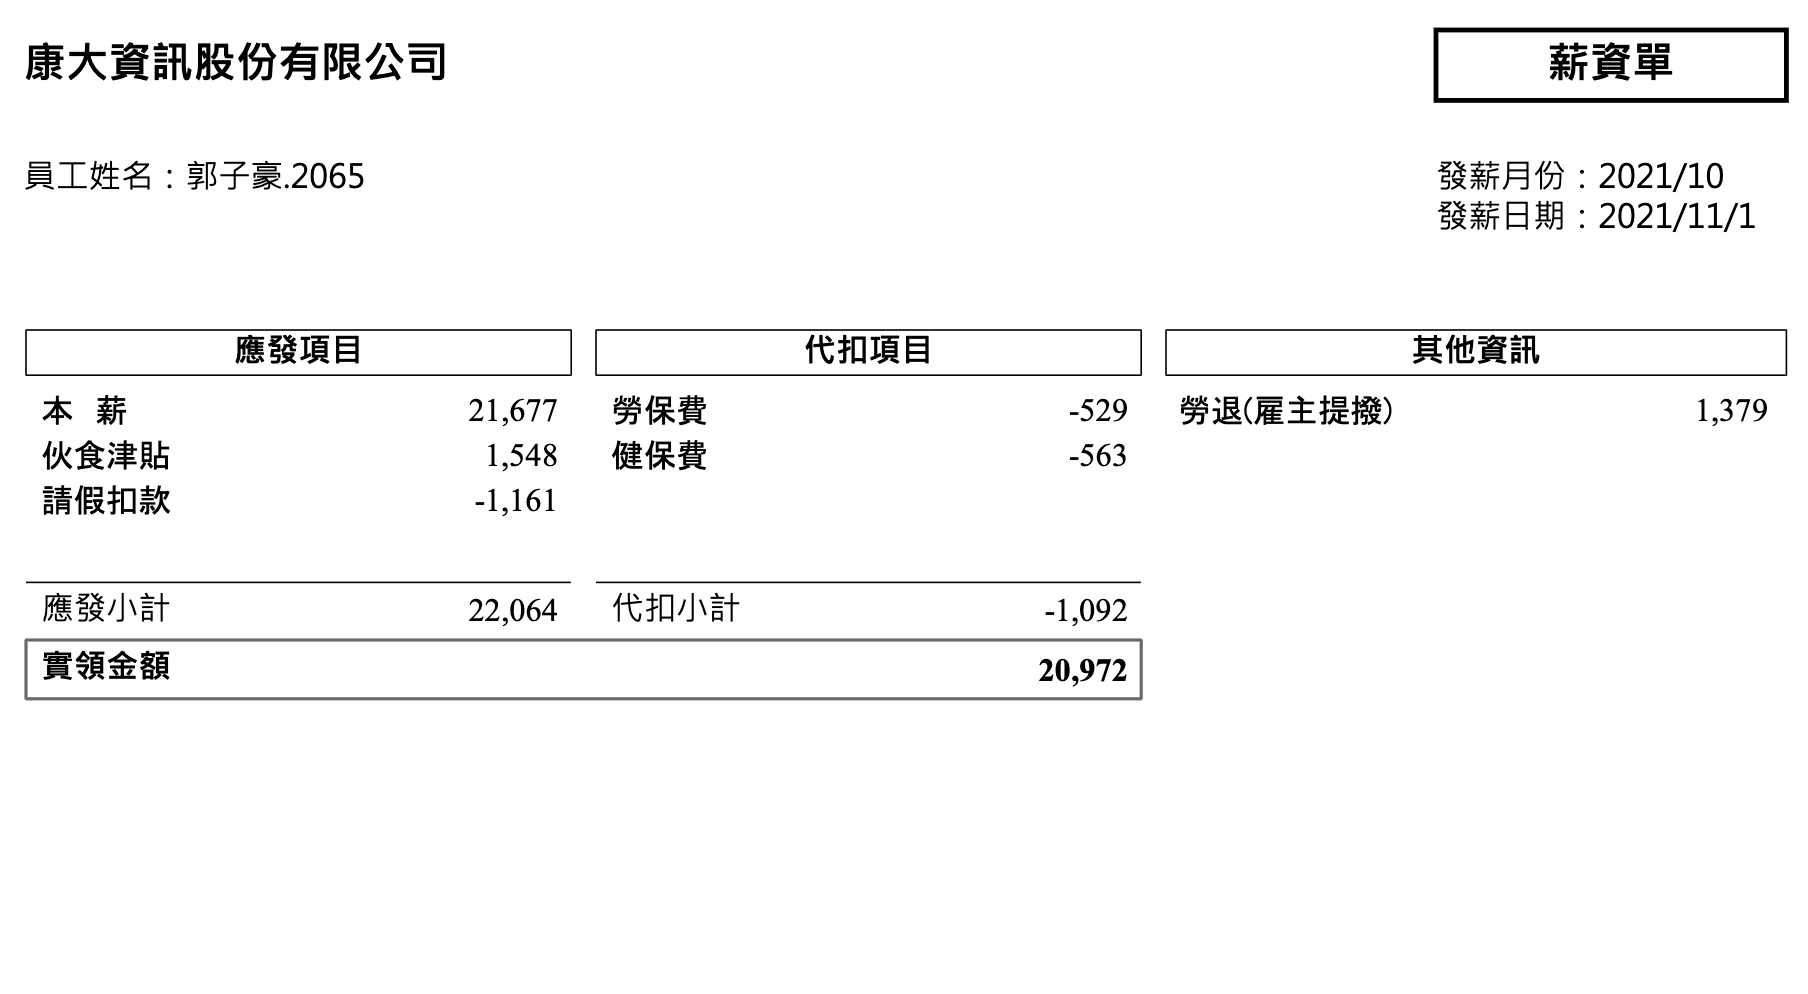 康大資訊股份有限公司 薪資單
員工姓名：郭子豪.2065 發薪月份：2021/10
發薪日期：2021/11/1
應發項目 代扣項目 其他資訊
本 薪 21,677 勞保費 -529 勞退(雇主提撥) 1,379
伙食津貼 1,548 健保費 -563
請假扣款 -1,161
應發小計 22,064 代扣小計 -1,092
實領金額 20,972